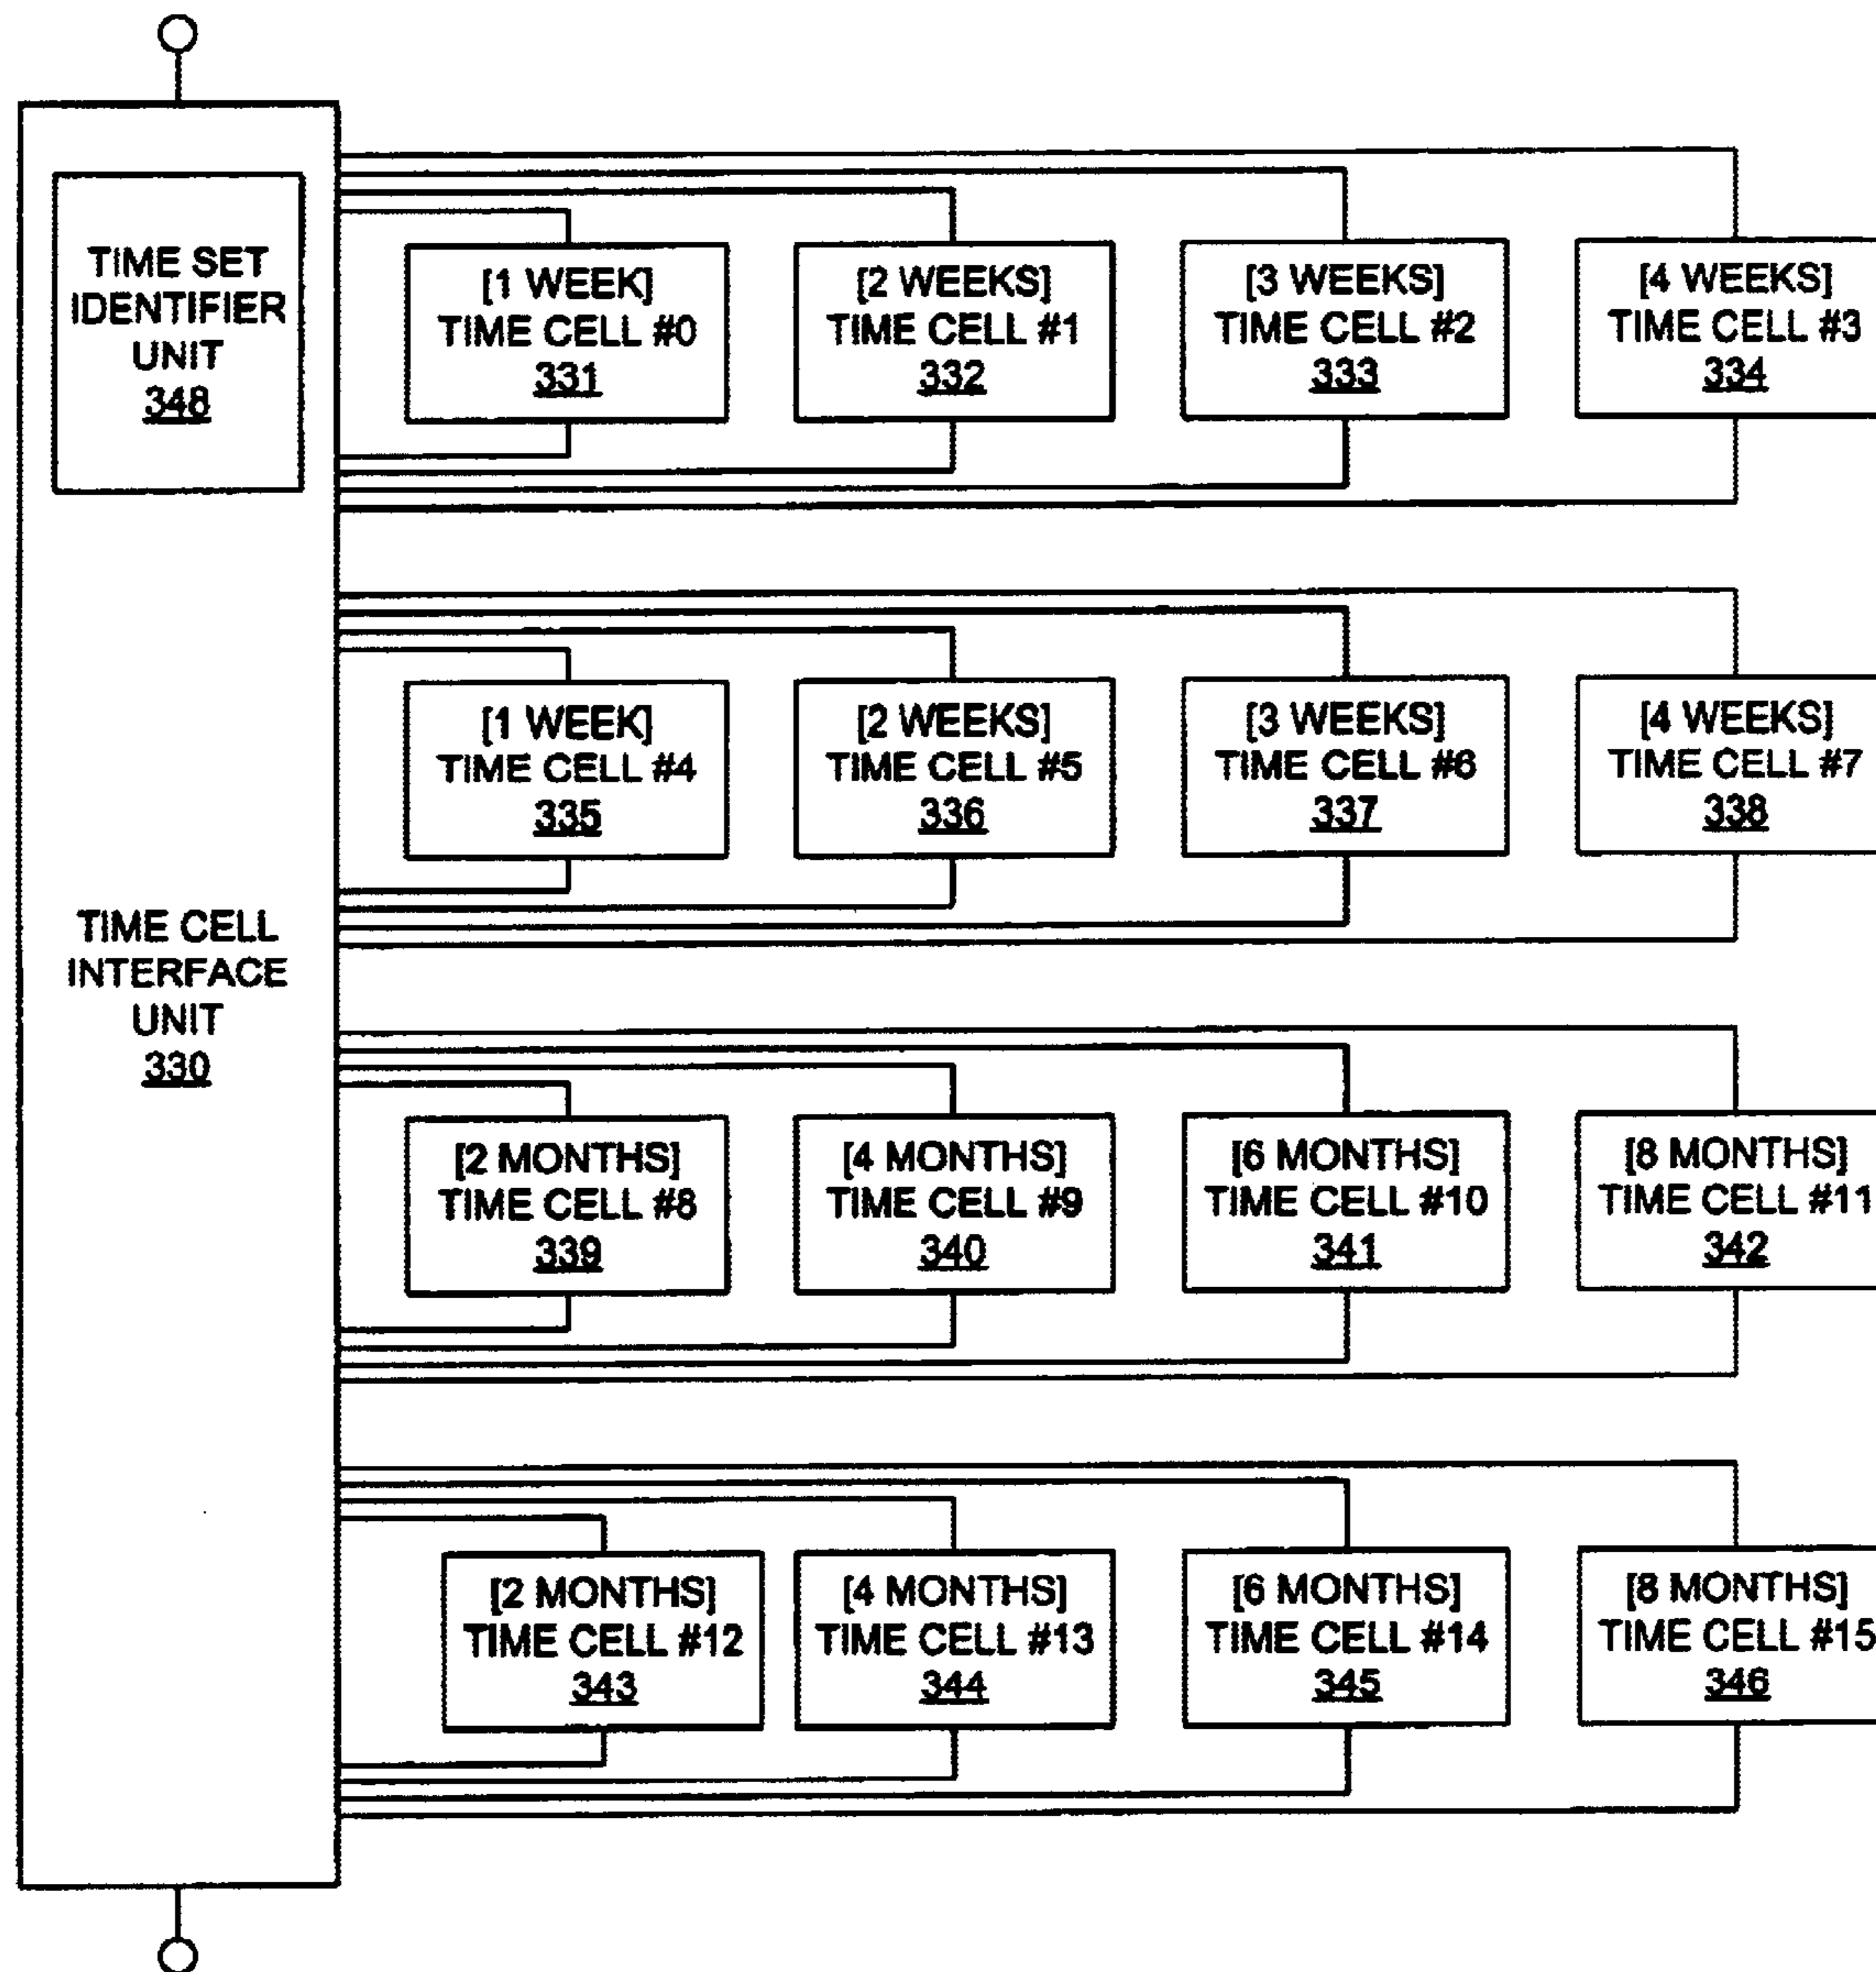 TIME SET
IDENTIFIER
UNIT
348
[1 WEEK]
TIME CELL #0
331
[2 WEEKS]
TIME CELL #1
332
[3 WEEKS]
TIME CELL #2
333
[4 WEEKS]
TIME CELL #3
334
[1 WEEK]
TIME CELL #4
335
[2 WEEKS]
TIME CELL #5
336
[3 WEEKS]
TIME CELL #6
337
[4 WEEKS]
TIME CELL #7
338
TIME CELL
INTERFACE
UNIT
330
[2 MONTHS]
TIME CELL #8
339
[4 MONTHS]
TIME CELL #9
340
[6 MONTHS]
TIME CELL #10
341
[8 MONTHS]
TIME CELL #11
342
[2 MONTHS]
TIME CELL #12
343
[4 MONTHS]
TIME CELL #13
344
[6 MONTHS]
TIME CELL #14
345
[8 MONTHS]
TIME CELL #15
346